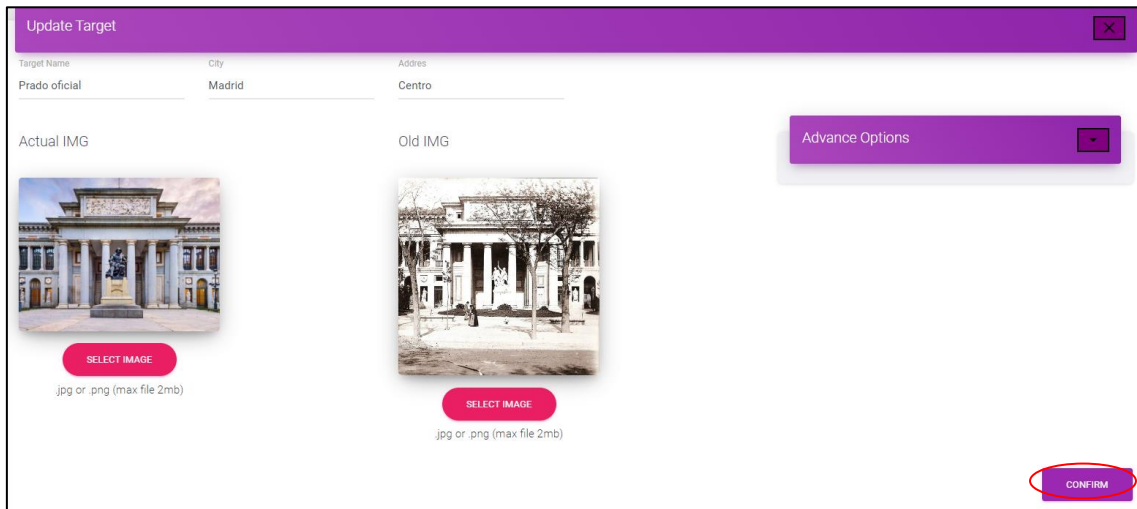 Update Target
Target Name
City
Addres
Prado oficial
Madrid
Centro
Actual IMG
Old IMG
Advance Options
SELECT IMAGE
.jpg or .png (max file 2mb)
SELECT IMAGE
.jpg or .png (max file 2mb)
CONFIRM